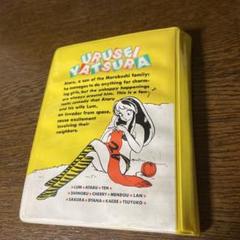 URUSEI
YATSURA
Ataru, a son of the Moroboshi family;
he manages to do anything for charm-
ing girls, but the unhappy happenings
are always around him. This is a fan-
tastic comedy that Ataru
and his wife Lum,
an invader from space,
cause excitement
involving their
neighbors.
• LUM • ATARU • TEN •
• SHINOBU • CHERRY • MENDOU • LAN •
• SAKURA • RYANA • KAEDE • TSUYUKO •